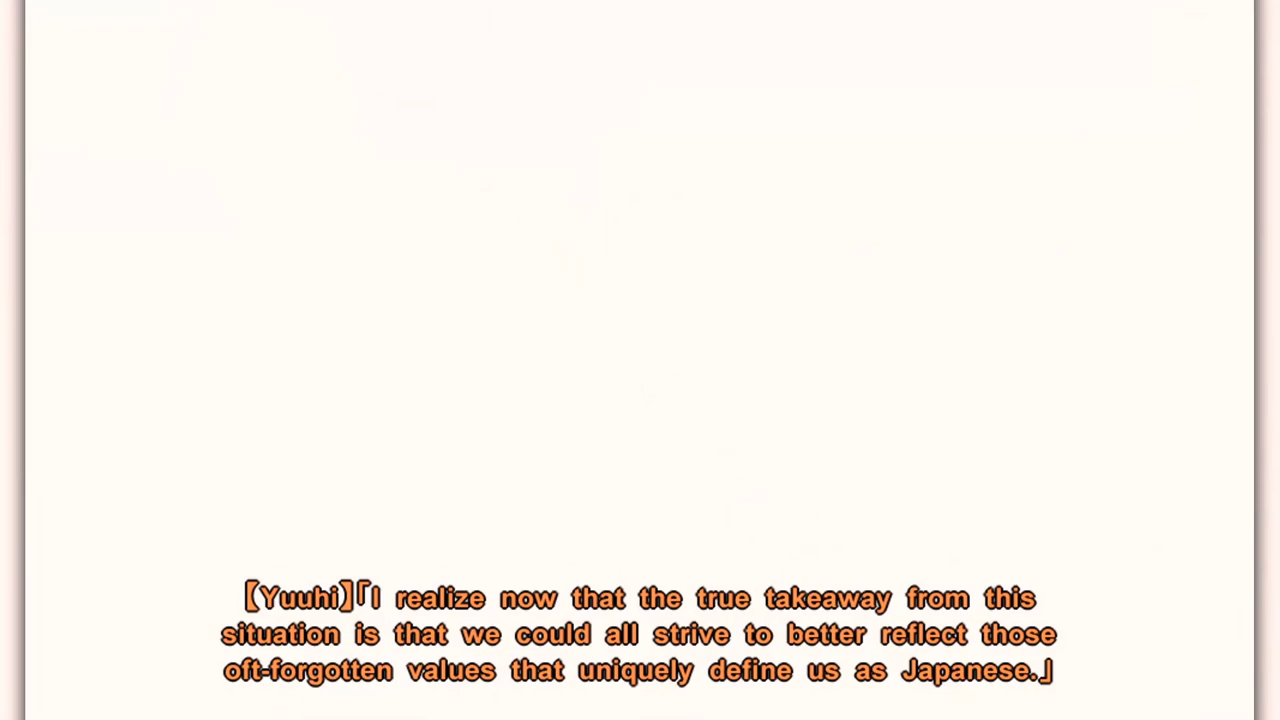 【Yuuhi】「I realize now that the true takeaway from this
situation is that we could all strive to better reflect those
oft-forgotten values that uniquely define us as Japanese.」